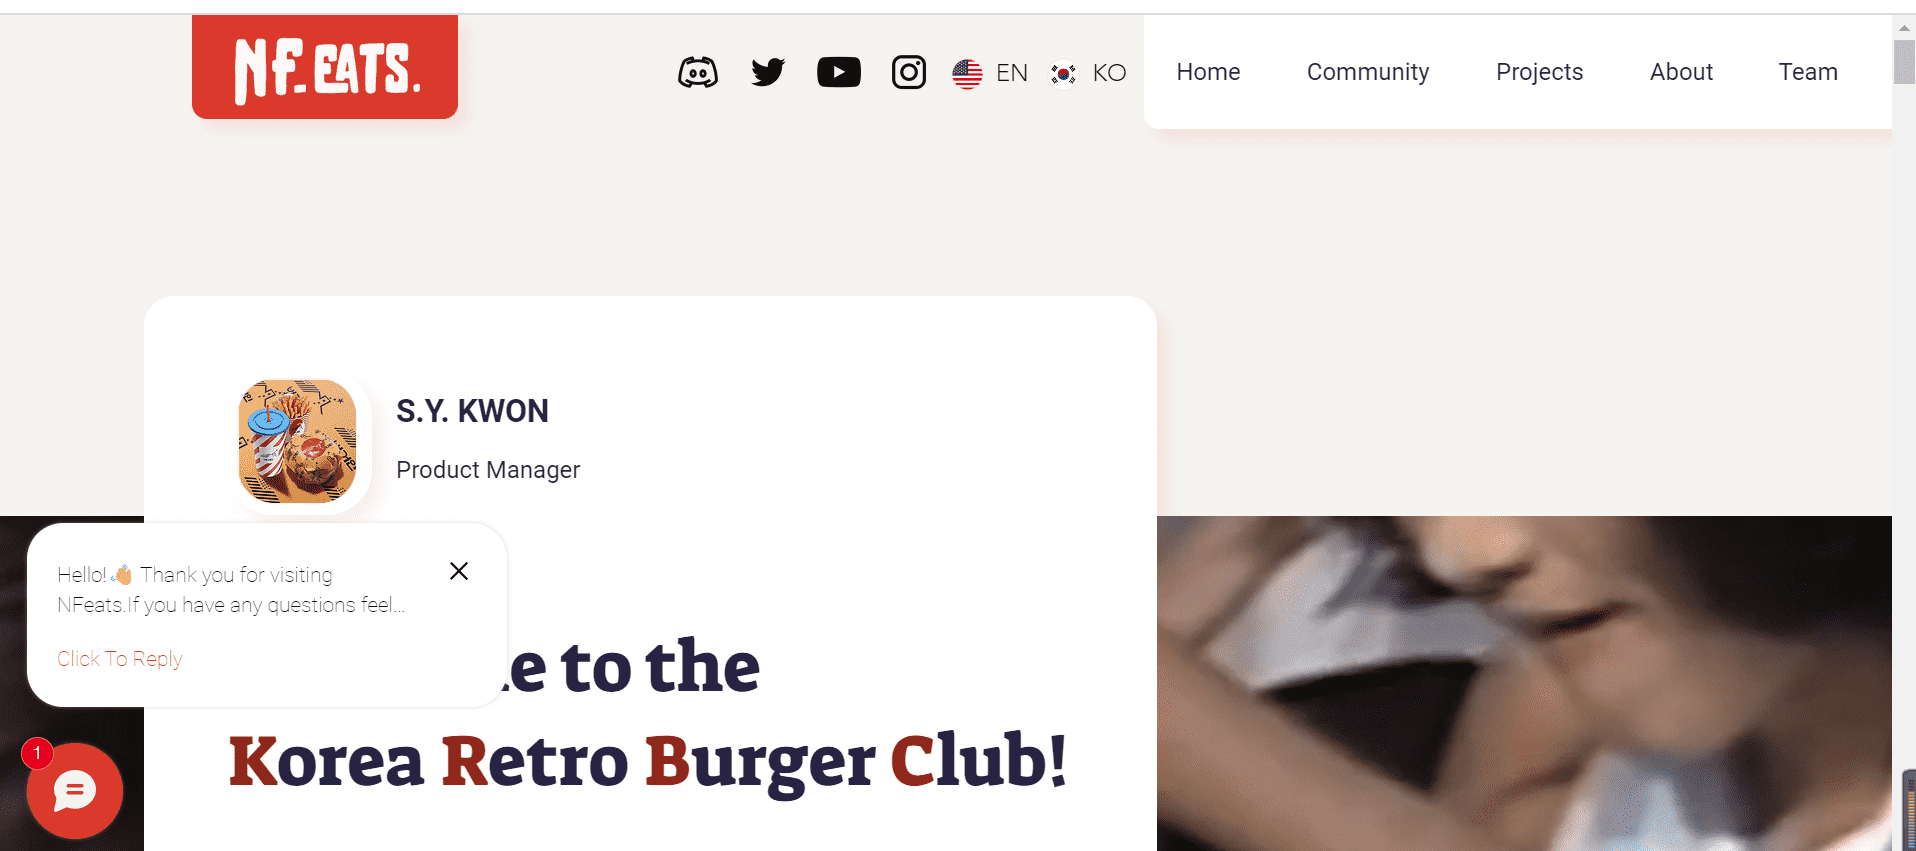 NF. EATS.
EN
KO
Home
Community
Projects
About
Team
S.Y. KWON
Product Manager
Hello!👋🏼 Thank you for visiting
NFeats.If you have any questions feel...
Click To Reply
e to the
Korea Retro Burger Club!
1